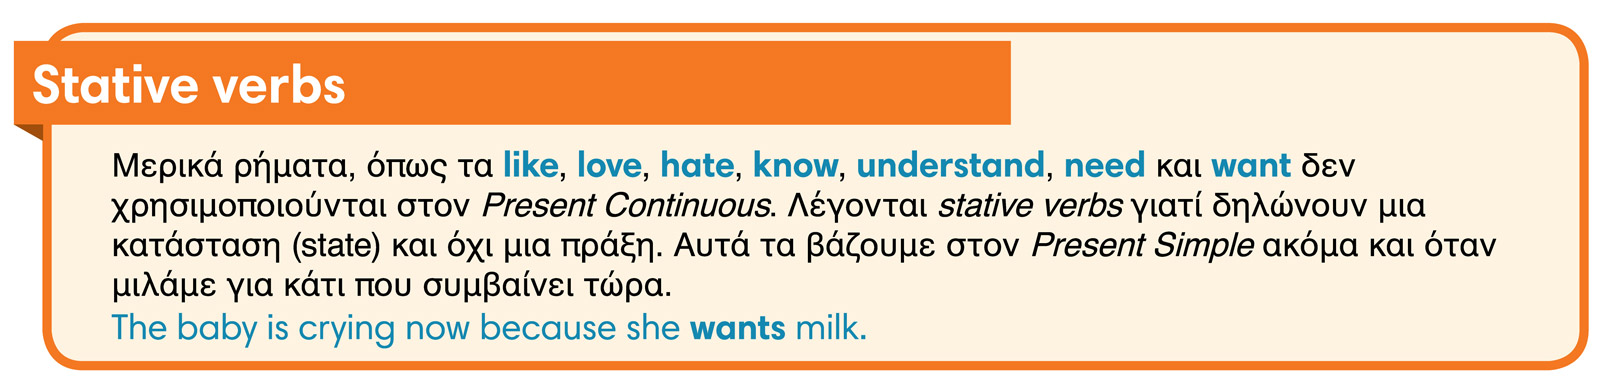 Stative verbs
Μερικά ρήματα, όπως τα like, love, hate, know, understand, need και want δεν
χρησιμοποιούνται στον Present Continuous. Λέγονται stative verbs γιατί δηλώνουν μια
κατάσταση (state) και όχι μια πράξη. Αυτά τα βάζουμε στον Present Simple ακόμα και όταν
μιλάμε για κάτι που συμβαίνει τώρα.
The baby is crying now because she wants milk.